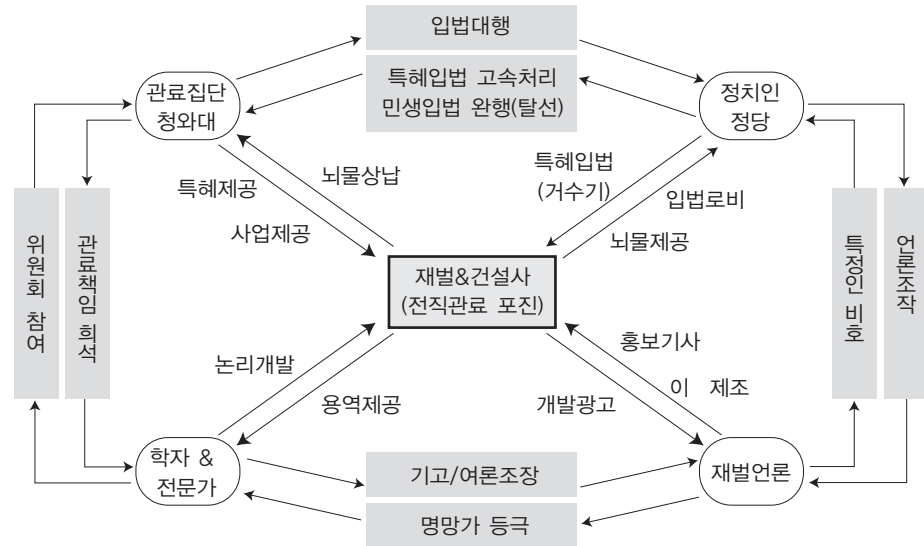 입법대행
특혜입법 고속처리
민생입법 완행(탈선)
관료집단
청와대
정치인
정당
특혜제공
뇌물상납
사업제공
특혜입법
(거수기)
입법로비
뇌물제공
위원회 참여
관료책임 희석
재벌&건설사
(전직관료 포진)
특정인 비호
언론조작
논리개발
용역제공
홍보기사
이 제조
개발광고
학자 &
전문가
기고/여론조장
명망가 등극
재벌언론